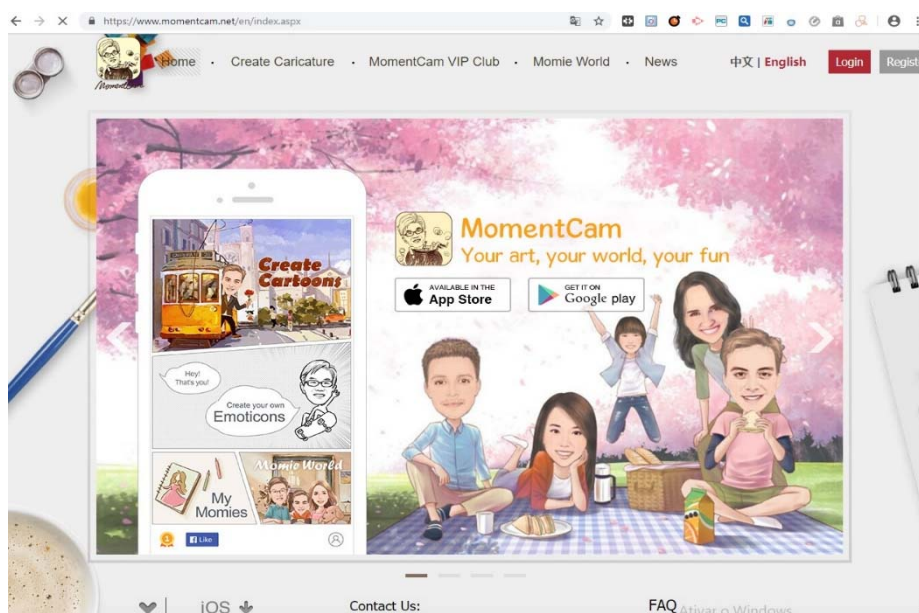 https://www.momentcam.net/en/index.aspx
Home · Create Caricature · MomentCam VIP Club · Momie World · News
中文 | English
Login
MomentCam
Your art, your world, your fun
AVAILABLE IN THE
App Store
GET IT ON
Google play
Create
Cartoons
Hey!
That's you!
Create your own
Emoticons
Momie World
My
Momies
1
Like
iOS
Contact Us:
FAQ
Ativar o Windows